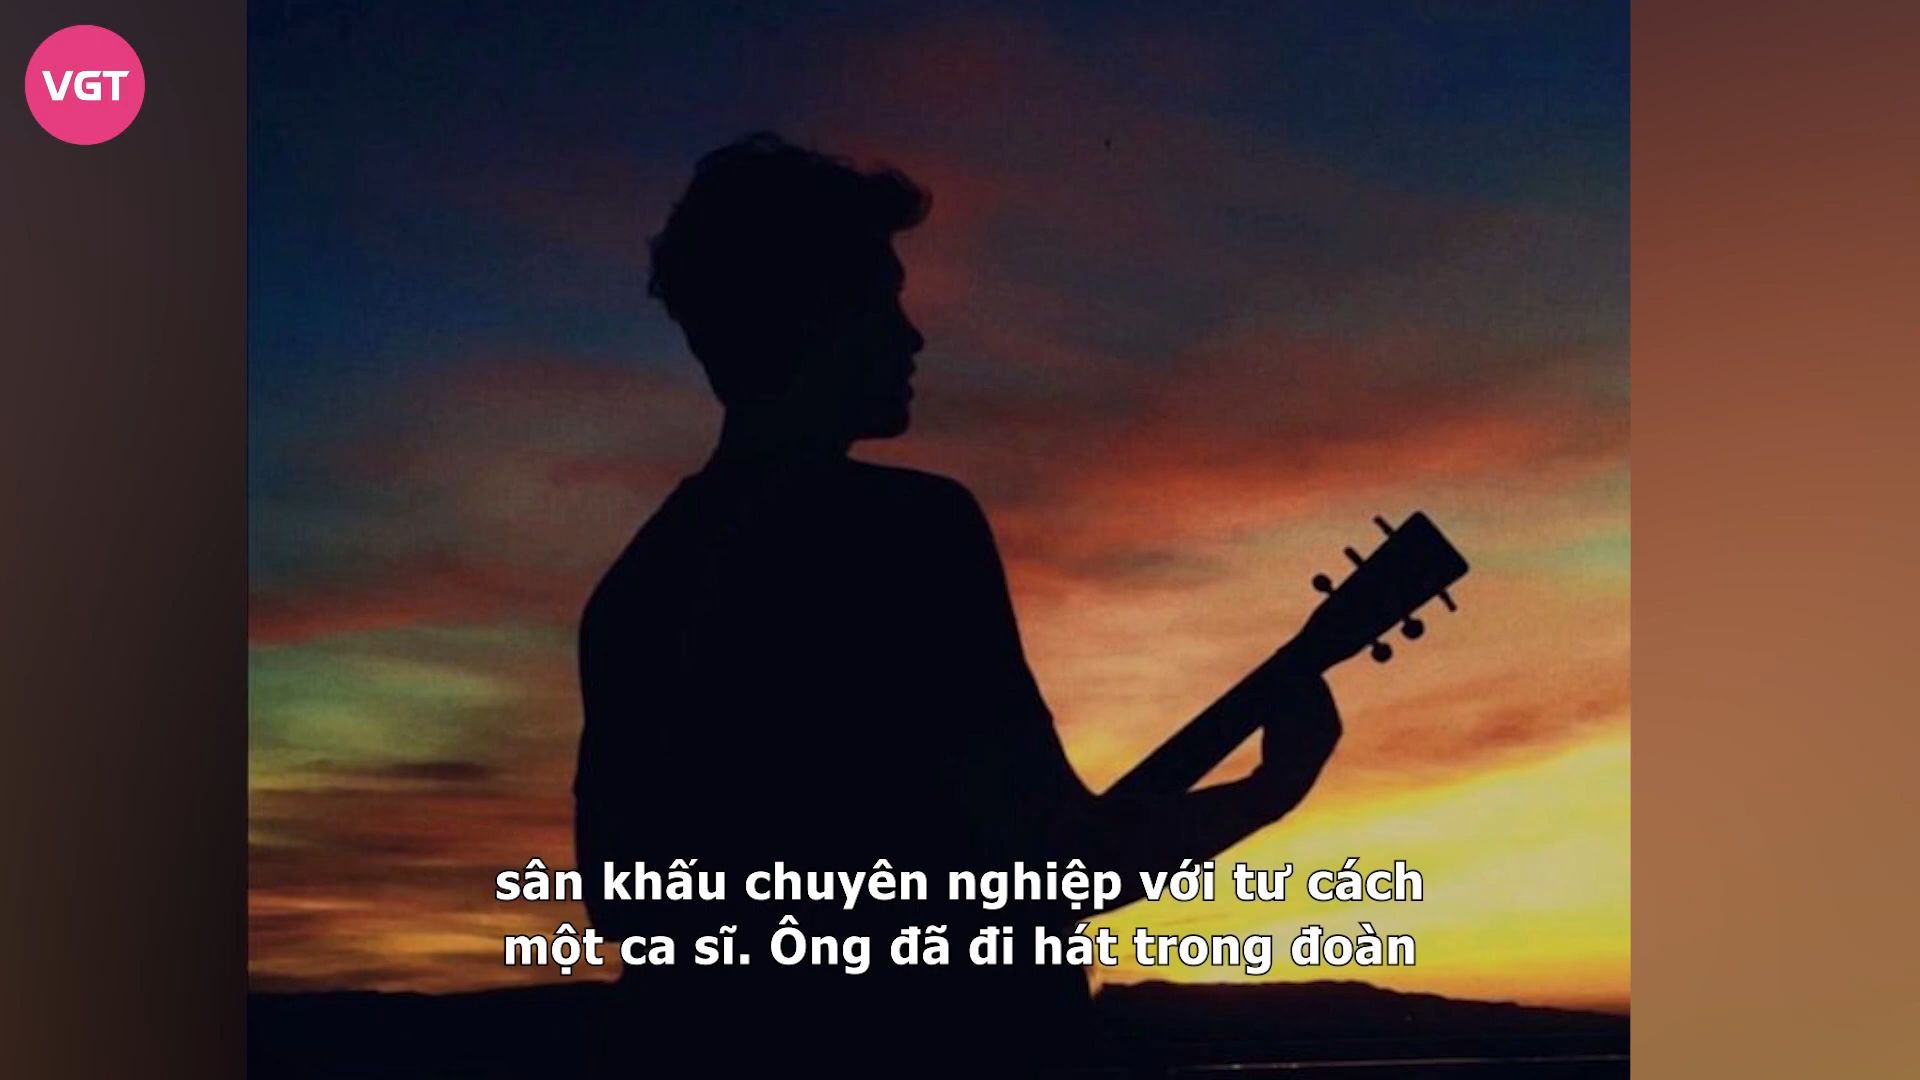 VGT
sân khấu chuyên nghiệp với tư cách
một ca sĩ. Ông đã đi hát trong đoàn